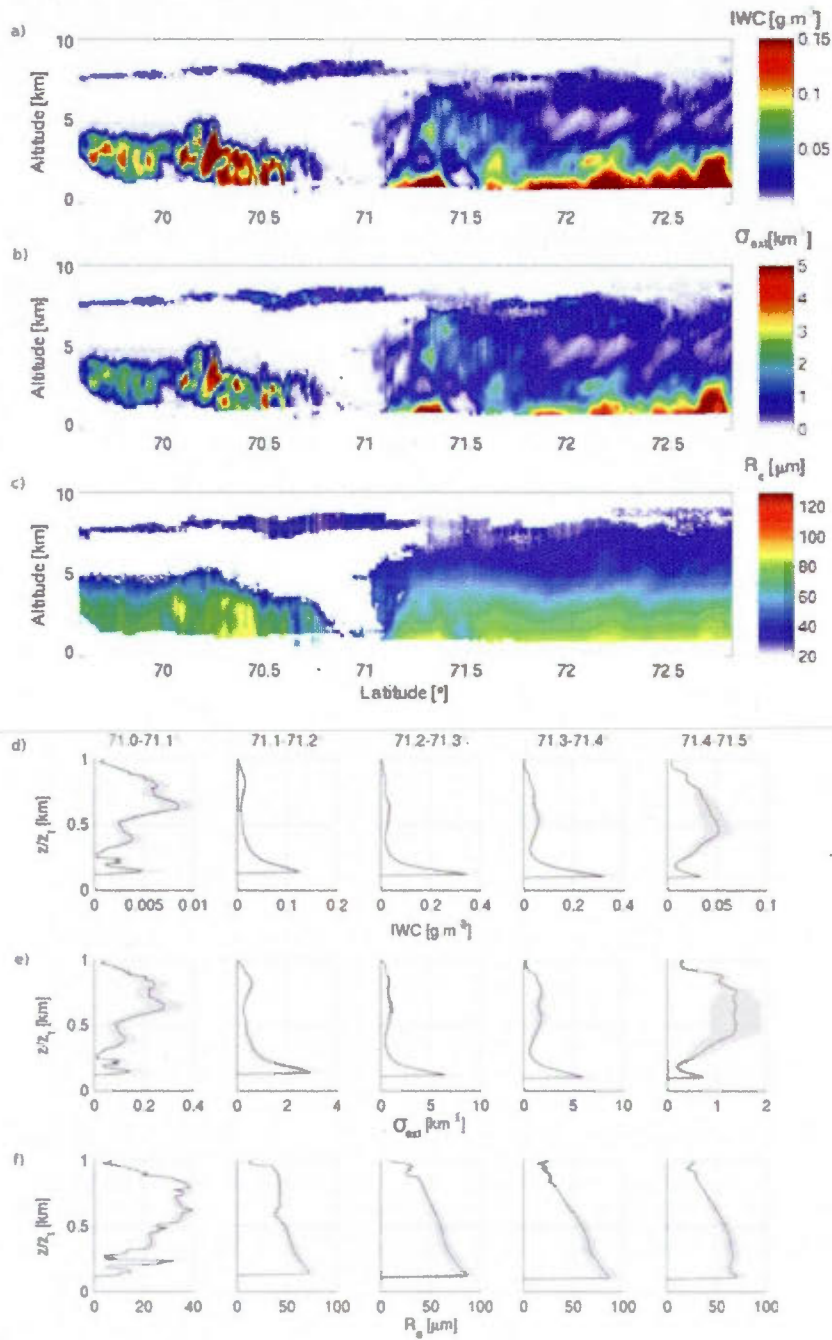 a)
IWC [g m⁻³]
Altitude [km]
10
5
0
70
70.5
71
71.5
72
72.5
0.15
0.1
0.05
b)
σext[km⁻¹]
Altitude [km]
10
5
0
70
70.5
71
71.5
72
72.5
5
4
3
2
1
0
c)
Re [μm]
Altitude [km]
10
5
0
70
70.5
71
71.5
72
72.5
120
100
80
60
40
20
Latitude [°]
d)
71.0-71.1
71.1-71.2
71.2-71.3
71.3-71.4
71.4-71.5
z/zt [km]
1
0.5
0
0 0.005 0.01
0 0.1 0.2
0 0.2 0.4
0 0.2 0.4
0 0.05 0.1
IWC [g m⁻³]
e)
z/zt [km]
1
0.5
0
0 0.2 0.4
0 2 4
0 5 10
0 5 10
0 1 2
σext [km⁻¹]
f)
z/zt [km]
1
0.5
0
0 20 40
0 50 100
0 50 100
0 50 100
0 50 100
Re [μm]